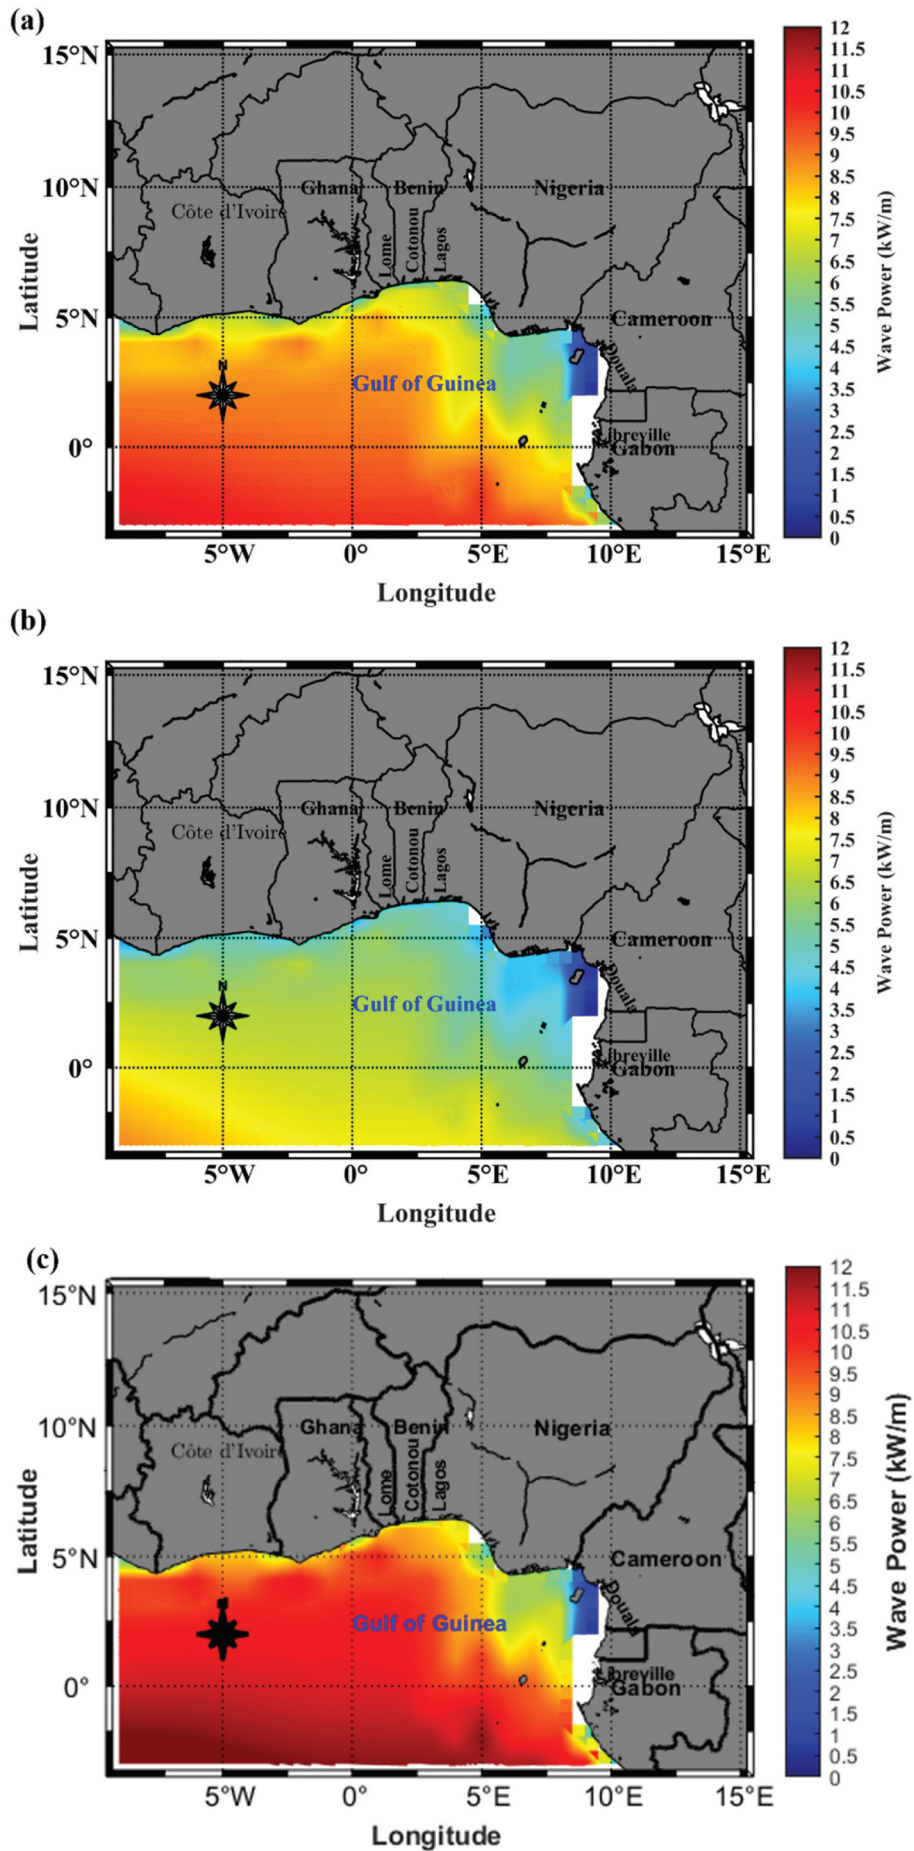 (a)
15°N
10°N
5°N
0°
Latitude
Côte d'Ivoire
Ghana
Benin
Nigeria
Lome
Cotonou
Lagos
Cameroon
Douala
Gulf of Guinea
N
Libreville
Gabon
5°W
0°
5°E
10°E
15°E
Longitude
12
11.5
11
10.5
10
9.5
9
8.5
8
7.5
7
6.5
6
5.5
5
4.5
4
3.5
3
2.5
2
1.5
1
0.5
0
Wave Power (kW/m)
(b)
15°N
10°N
5°N
0°
Latitude
Côte d'Ivoire
Ghana
Benin
Nigeria
Lome
Cotonou
Lagos
Cameroon
Douala
Gulf of Guinea
N
Libreville
Gabon
5°W
0°
5°E
10°E
15°E
Longitude
12
11.5
11
10.5
10
9.5
9
8.5
8
7.5
7
6.5
6
5.5
5
4.5
4
3.5
3
2.5
2
1.5
1
0.5
0
Wave Power (kW/m)
(c)
15°N
10°N
5°N
0°
Latitude
Côte d'Ivoire
Ghana
Benin
Nigeria
Lome
Cotonou
Lagos
Cameroon
Douala
Gulf of Guinea
Libreville
Gabon
5°W
0°
5°E
10°E
15°E
Longitude
12
11.5
11
10.5
10
9.5
9
8.5
8
7.5
7
6.5
6
5.5
5
4.5
4
3.5
3
2.5
2
1.5
1
0.5
0
Wave Power (kW/m)